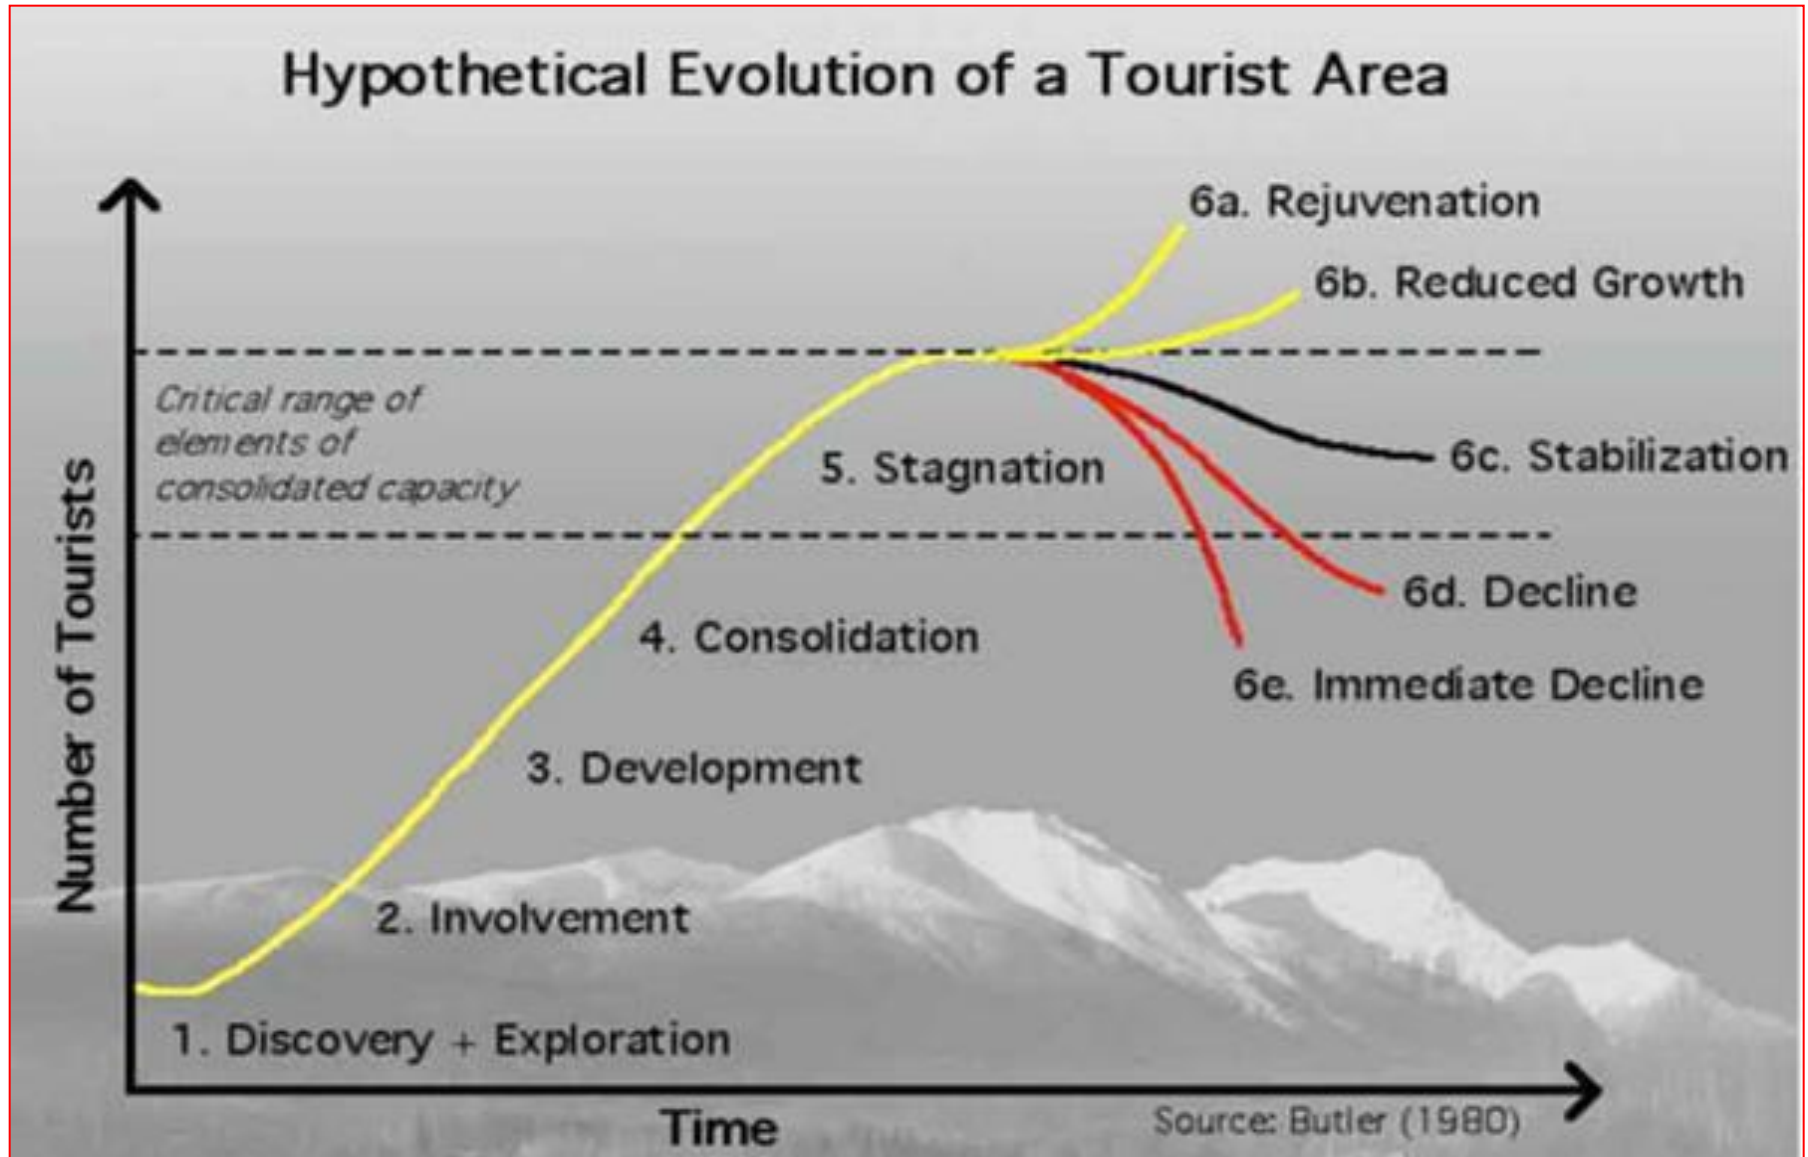 Hypothetical Evolution of a Tourist Area
6a. Rejuvenation
6b. Reduced Growth
Critical range of
elements of
consolidated capacity
5. Stagnation
6c. Stabilization
6d. Decline
4. Consolidation
6e. Immediate Decline
3. Development
2. Involvement
1. Discovery + Exploration
Number of Tourists
Time
Source: Butler (1980)